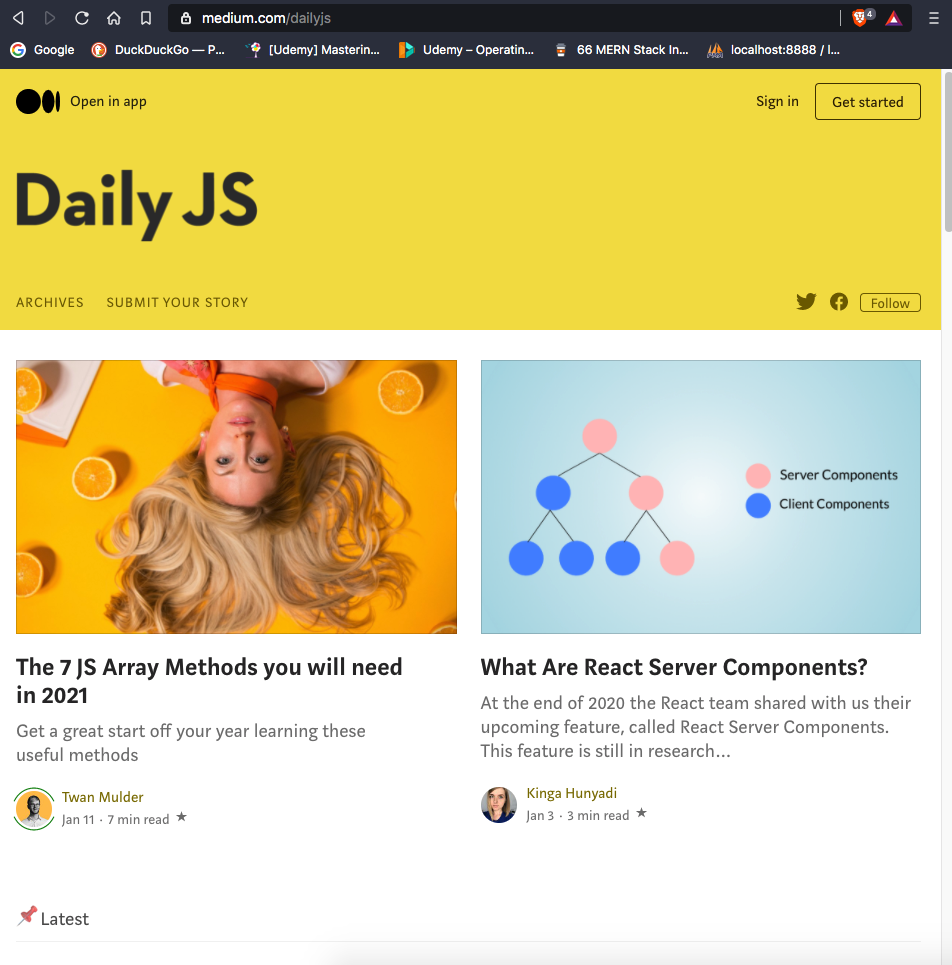 medium.com/dailyjs
4
Google
DuckDuckGo — P...
[Udemy] Masterin...
Udemy – Operatin...
66 MERN Stack In...
localhost:8888 / l...
Open in app
Sign in
Get started
Daily JS
ARCHIVES
SUBMIT YOUR STORY
Follow
Server Components
Client Components
The 7 JS Array Methods you will need
in 2021
Get a great start off your year learning these
useful methods
Twan Mulder
Jan 11 · 7 min read ★
What Are React Server Components?
At the end of 2020 the React team shared with us their
upcoming feature, called React Server Components.
This feature is still in research…
Kinga Hunyadi
Jan 3 · 3 min read ★
📌Latest